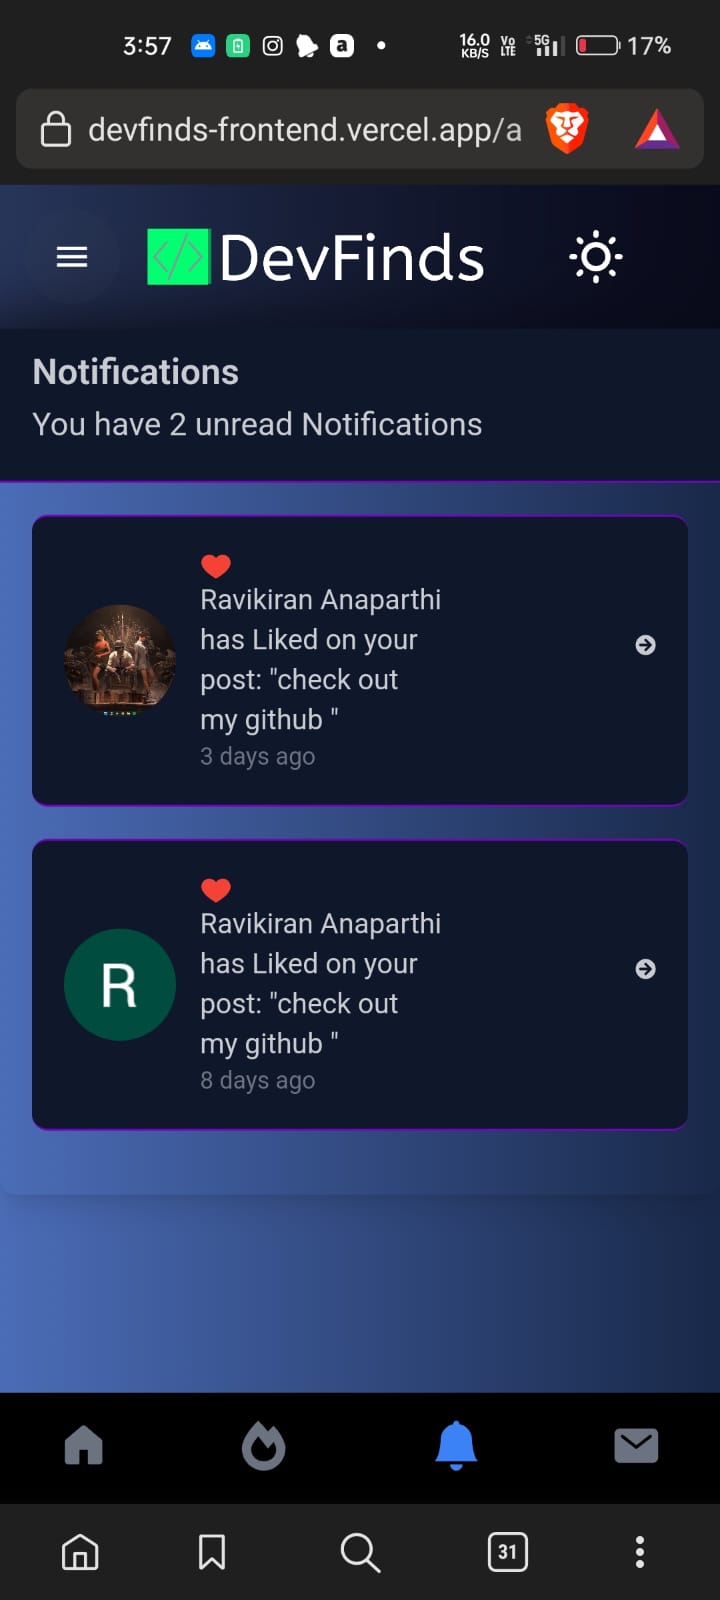 3:57
16.0
KB/S
Vo
LTE
5G
17%
devfinds-frontend.vercel.app/a
</> DevFinds
Notifications
You have 2 unread Notifications
Ravikiran Anaparthi
has Liked on your
post: "check out
my github "
3 days ago
R
Ravikiran Anaparthi
has Liked on your
post: "check out
my github "
8 days ago
31